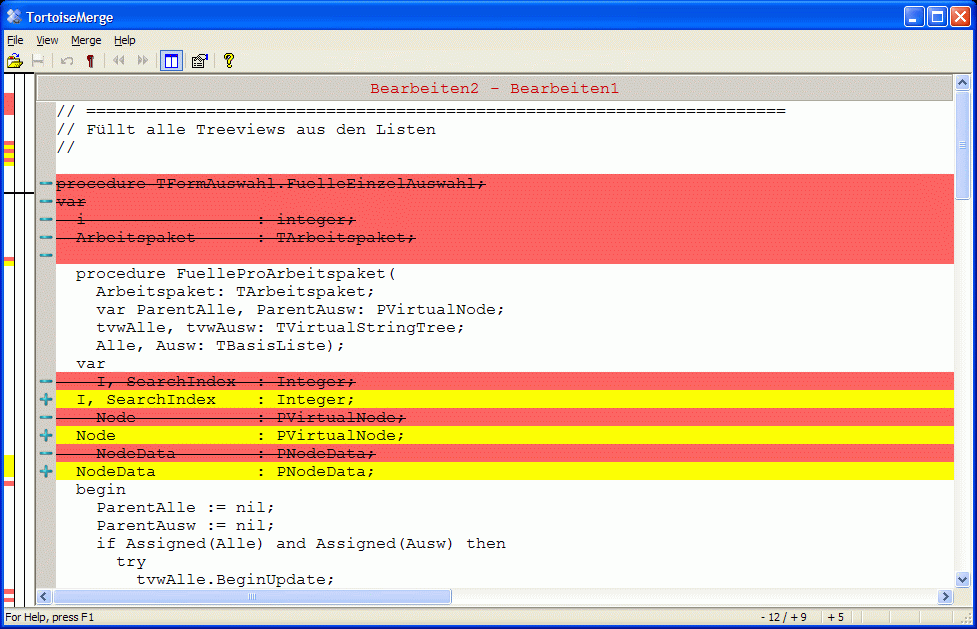 TortoiseMerge
File View Merge Help
Bearbeiten2 - Bearbeiten1
// ======================================================================
// Füllt alle Treeviews aus den Listen
//
procedure TFormAuswahl.FuelleEinzelAuswahl;
var
  i                 : integer;
  Arbeitspaket      : TArbeitspaket;
  procedure FuelleProArbeitspaket(
    Arbeitspaket: TArbeitspaket;
    var ParentAlle, ParentAusw: PVirtualNode;
    tvwAlle, tvwAusw: TVirtualStringTree;
    Alle, Ausw: TBasisListe);
  var
    I, SearchIndex  : Integer;
  I, SearchIndex    : Integer;
    Node            : PVirtualNode;
  Node              : PVirtualNode;
    NodeData        : PNodeData;
  NodeData          : PNodeData;
  begin
    ParentAlle := nil;
    ParentAusw := nil;
    if Assigned(Alle) and Assigned(Ausw) then
      try
        tvwAlle.BeginUpdate;
For Help, press F1 - 12 / + 9 + 5